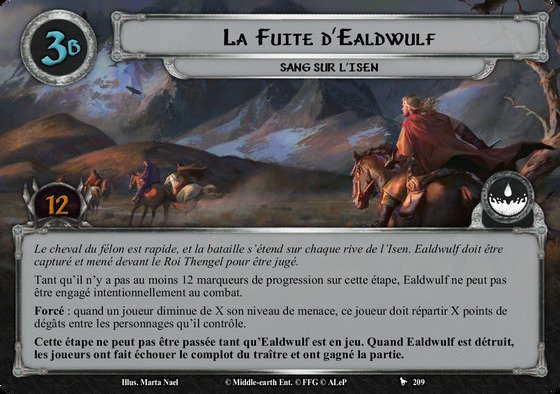 3B
La Fuite d'Ealdwulf
Sang sur l'Isen
12
Le cheval du félon est rapide, et la bataille s'étend sur chaque rive de l'Isen. Ealdwulf doit être
capturé et mené devant le Roi Thengel pour être jugé.
Tant qu'il n'y a pas au moins 12 marqueurs de progression sur cette étape, Ealdwulf ne peut pas
être engagé intentionnellement au combat.
Forcé : quand un joueur diminue de X son niveau de menace, ce joueur doit répartir X points de
dégâts entre les personnages qu'il contrôle.
Cette étape ne peut pas être passée tant qu'Ealdwulf est en jeu. Quand Ealdwulf est détruit,
les joueurs ont fait échouer le complot du traître et ont gagné la partie.
Illus. Marta Nael © Middle-earth Ent. © FFG © ALeP 209